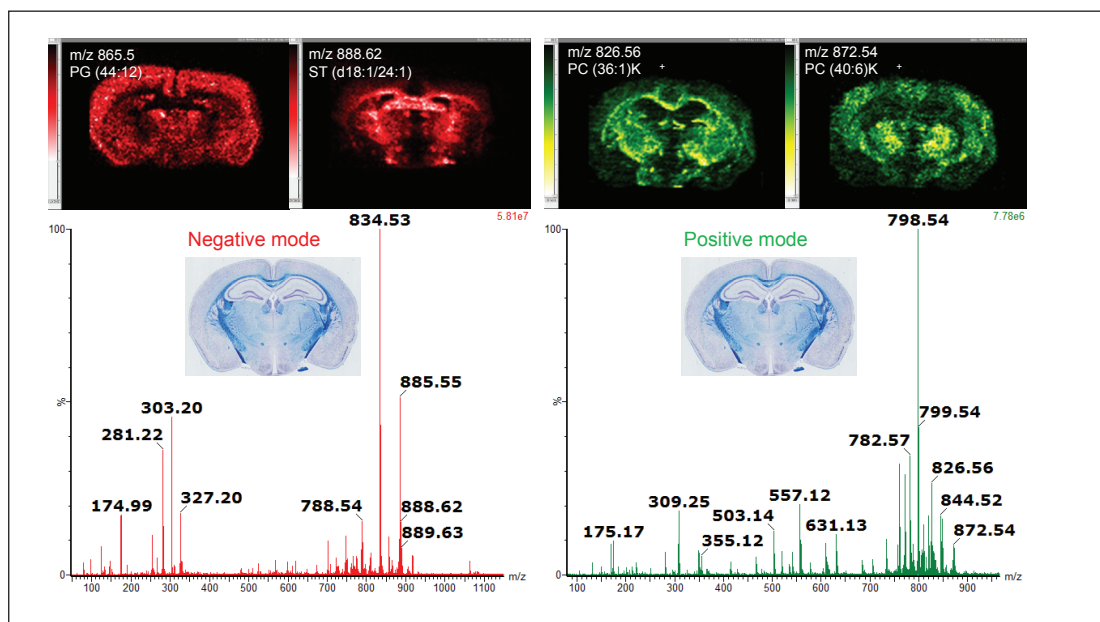 m/z 865.5
PG (44:12)
m/z 888.62
ST (d18:1/24:1)
m/z 826.56
PC (36:1)K
m/z 872.54
PC (40:6)K
834.53
5.81e7
100
Negative mode
%
885.55
303.20
281.22
174.99
327.20
788.54
888.62
889.63
0
100 200 300 400 500 600 700 800 900 1000 1100
m/z
798.54
7.78e6
100
Positive mode
%
799.54
782.57
826.56
309.25
557.12
844.52
503.14
175.17
631.13
872.54
355.12
0
100 200 300 400 500 600 700 800 900
m/z